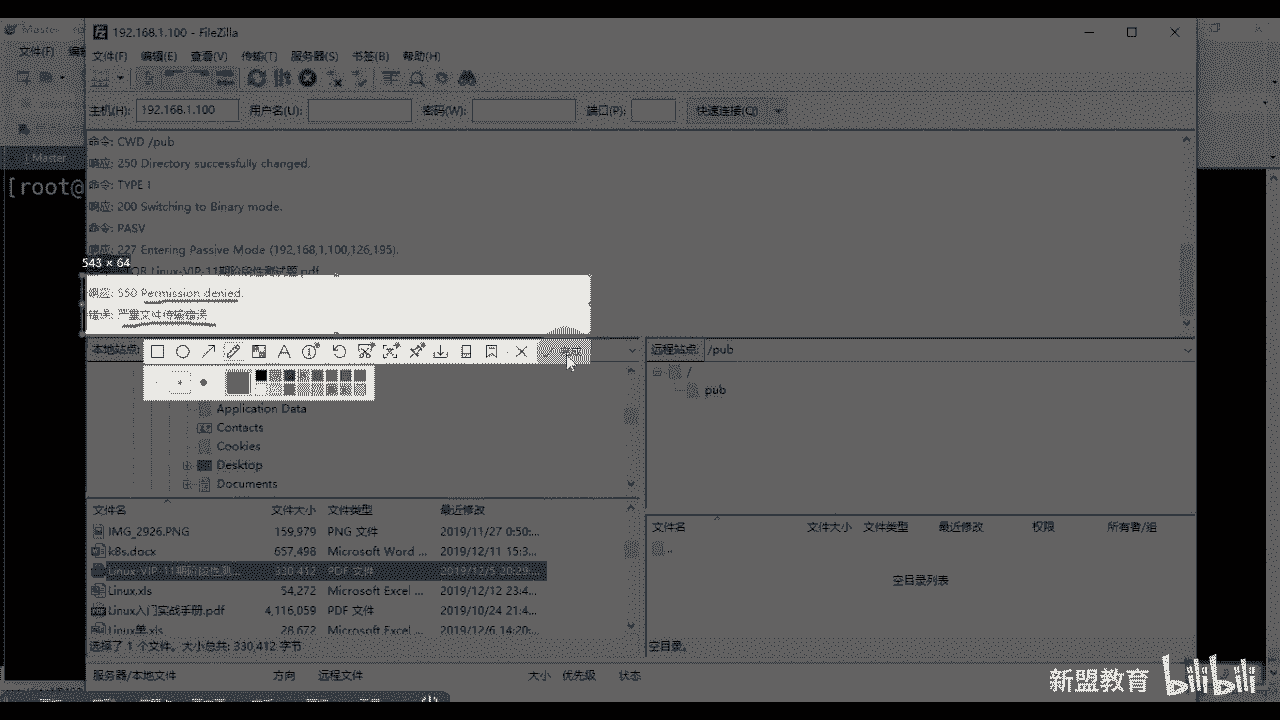 Master
192.168.1.100 - FileZilla
文件(F)
文件(F) 编辑(E) 查看(V) 传输(T) 服务器(S) 书签(B) 帮助(H)
主机(H): 192.168.1.100 用户名(U): 密码(W): 端口(P): 快速连接(Q)
1 Master
[root@
命令: CWD /pub
响应: 250 Directory successfully changed.
命令: TYPE I
响应: 200 Switching to Binary mode.
命令: PASV
响应: 227 Entering Passive Mode (192,168,1,100,126,195).
543 × 64
Linux-VIP-11期阶段性测试题.pdf
响应: 550 Permission denied.
错误: 严重文件传输错误
本地站点:
完成
远程站点: /pub
/
pub
Application Data
Contacts
Cookies
Desktop
Documents
文件名 文件大小 文件类型 最近修改
IMG_2926.PNG 159,979 PNG 文件 2019/11/27 0:50:...
k8s.docx 657,498 Microsoft Word ... 2019/12/11 15:3...
Linux-VIP-11期阶段性测... 330,412 PDF 文件 2019/12/5 20:29:...
Linux.xls 54,272 Microsoft Excel ... 2019/12/12 23:4...
Linux入门实战手册.pdf 4,116,059 PDF 文件 2019/10/24 21:4...
Linux单.xls 28,672 Microsoft Excel ... 2019/12/6 14:20:...
选择了 1 个文件。大小总共: 330,412 字节
文件名 文件大小 文件类型 最近修改 权限 所有者/组
..
空目录列表
空目录。
服务器/本地文件 方向 远程文件 大小 优先级 状态
新盟教育 bilibili